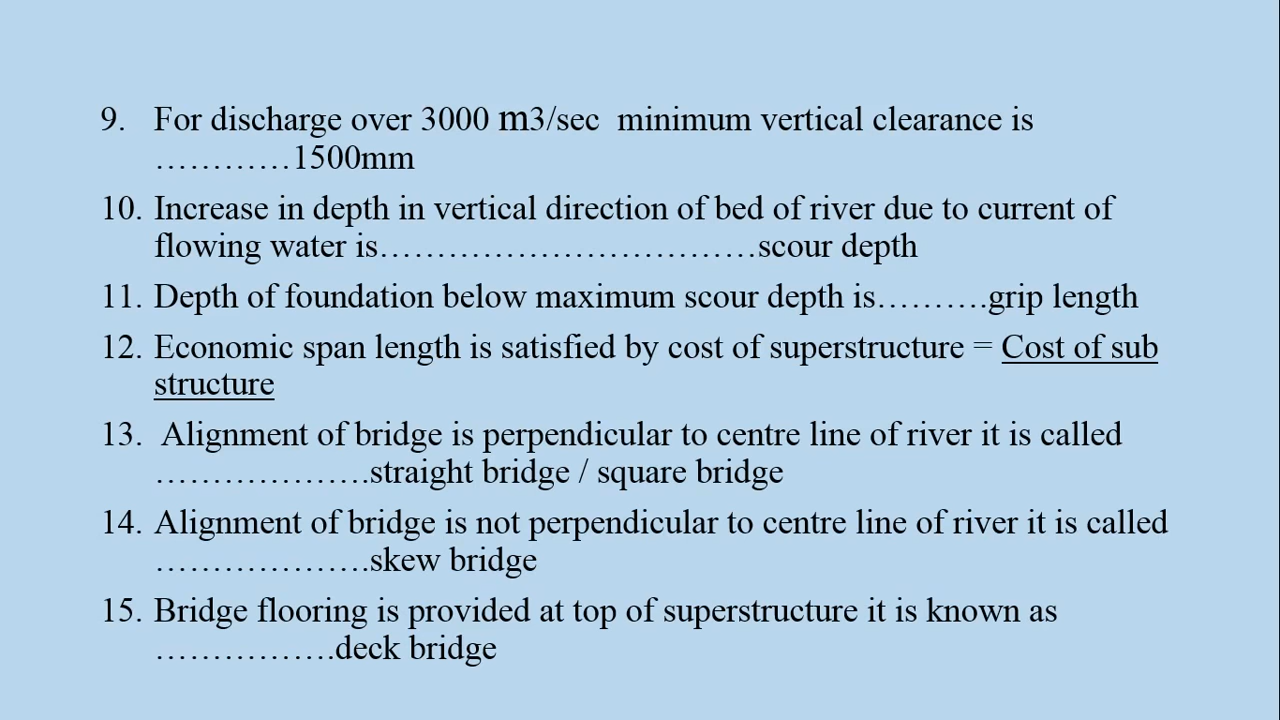 9. For discharge over 3000 m3/sec  minimum vertical clearance is
…………1500mm
10. Increase in depth in vertical direction of bed of river due to current of
flowing water is……………………………scour depth
11. Depth of foundation below maximum scour depth is……….grip length
12. Economic span length is satisfied by cost of superstructure = Cost of sub
structure
13. Alignment of bridge is perpendicular to centre line of river it is called
……………….straight bridge / square bridge
14. Alignment of bridge is not perpendicular to centre line of river it is called
……………….skew bridge
15. Bridge flooring is provided at top of superstructure it is known as
…………….deck bridge